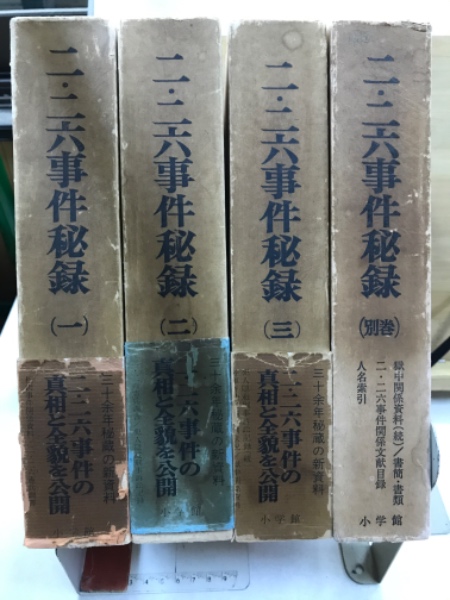 二・二六事件秘録
(一)
三十余年秘蔵の新資料
二・二六事件の
真相と全貌を公開
二・二六事件秘録
(二)
二・二六事件の
真相と全貌を公開
二・二六事件秘録
(三)
三十余年秘蔵の新資料
二・二六事件の
真相と全貌を公開
小学館
二・二六事件秘録
(別巻)
獄中関係資料(続)/書簡・書類
二・二六事件関係文献目録
人名索引
小学館